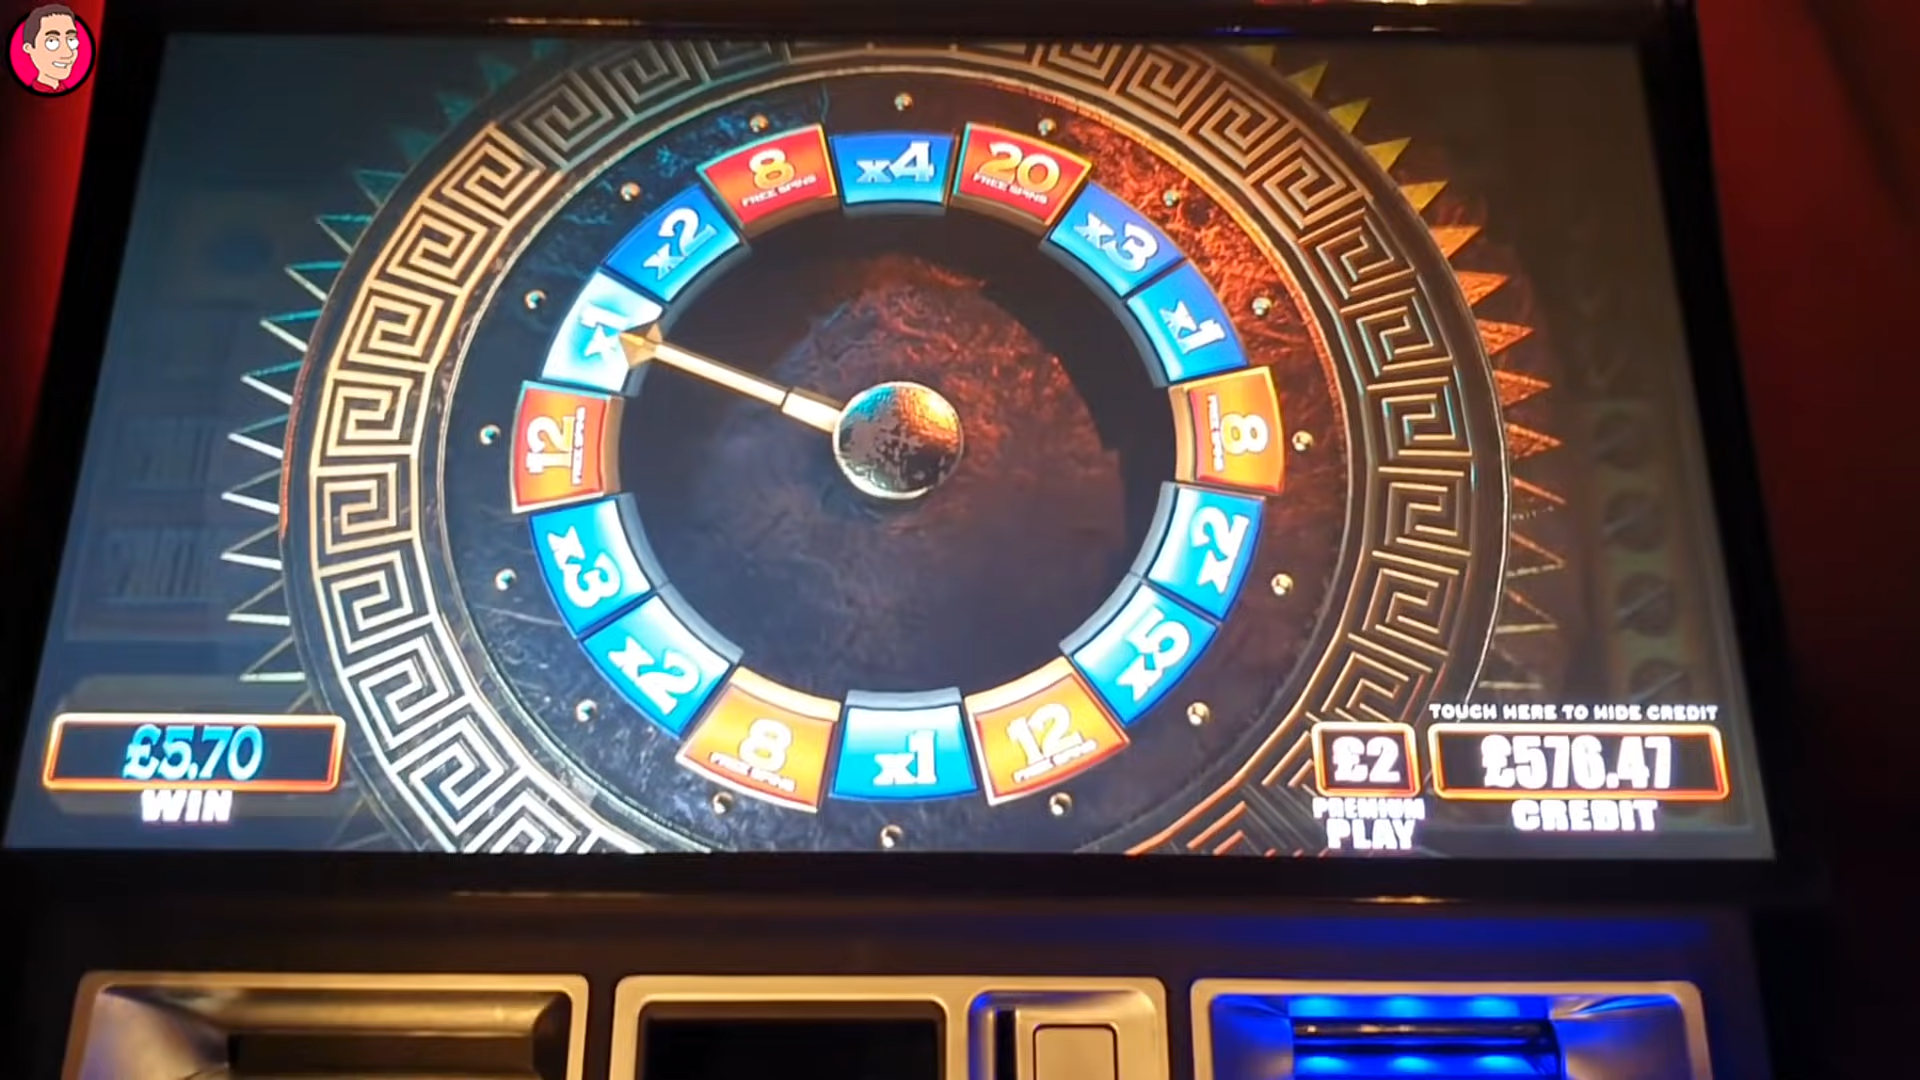 8
FREE SPINS
x4
20
FREE SPINS
x2
x3
x1
x1
12
FREE SPINS
8
FREE SPINS
x3
x2
x2
x5
8
FREE SPINS
x1
12
FREE SPINS
TOUCH HERE TO HIDE CREDIT
£5.70
WIN
£2
PREMIUM
PLAY
£576.47
CREDIT